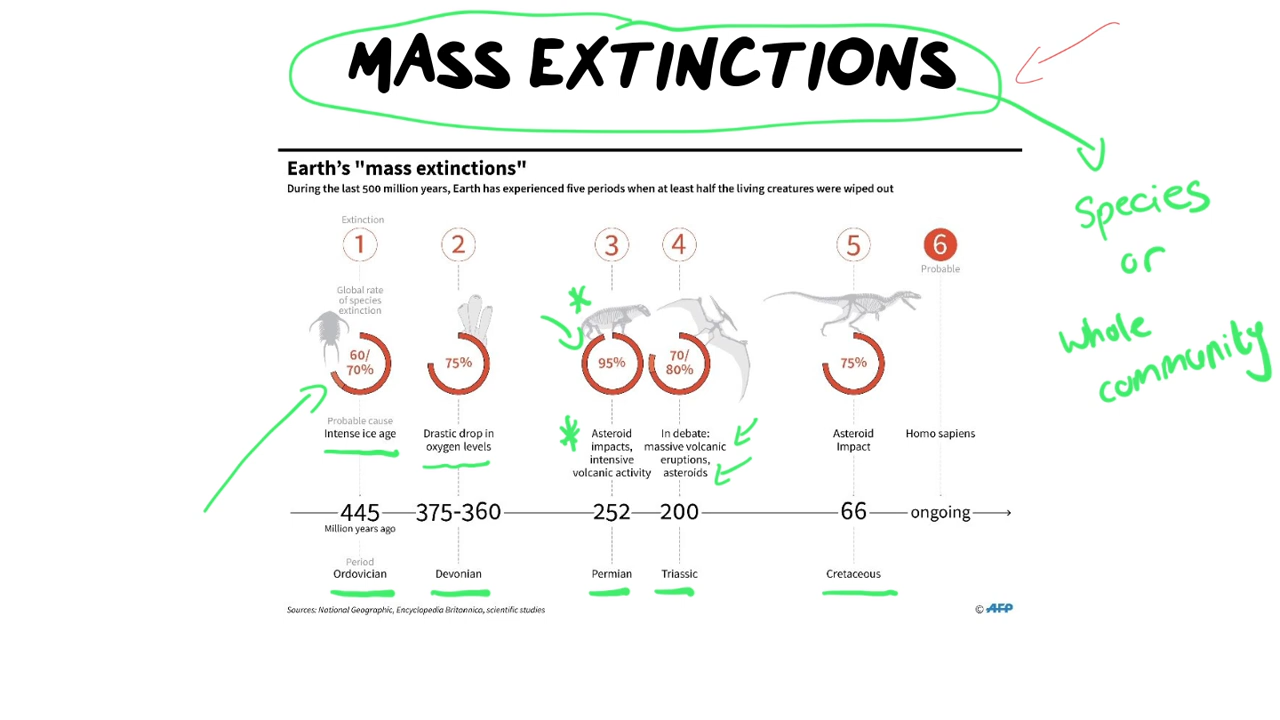 MASS EXTINCTIONS
Earth's "mass extinctions"
During the last 500 million years, Earth has experienced five periods when at least half the living creatures were wiped out
Species
or
whole
community
Extinction
1 2 3 4 5 6
Probable
Global rate
of species
extinction
60/
70%
75%
95%
70/
80%
75%
Probable cause
Intense ice age
Drastic drop in
oxygen levels
Asteroid
impacts,
intensive
volcanic activity
In debate:
massive volcanic
eruptions,
asteroids
Asteroid
Impact
Homo sapiens
445 375-360 252 200 66 ongoing
Million years ago
Period
Ordovician Devonian Permian Triassic Cretaceous
Sources: National Geographic, Encyclopedia Britannica, scientific studies
© AFP